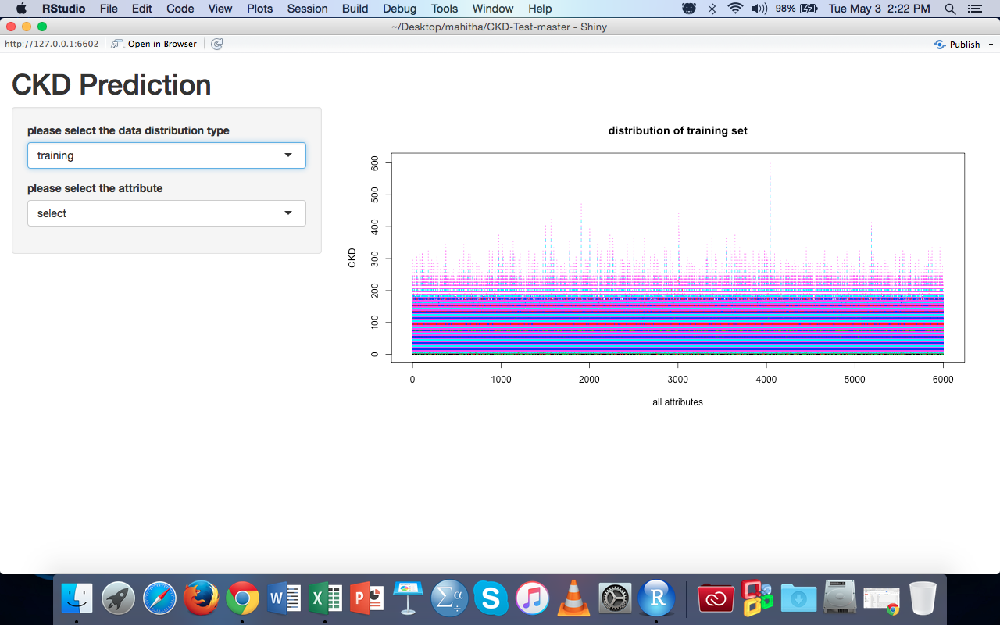 RStudio File Edit Code View Plots Session Build Debug Tools Window Help 98% Tue May 3 2:22 PM
~/Desktop/mahitha/CKD-Test-master - Shiny
http://127.0.0.1:6602 Open in Browser Publish
CKD Prediction
please select the data distribution type
training
please select the attribute
select
distribution of training set
600
500
400
300
200
100
0
CKD
0 1000 2000 3000 4000 5000 6000
all attributes
W X P Σα÷ S R